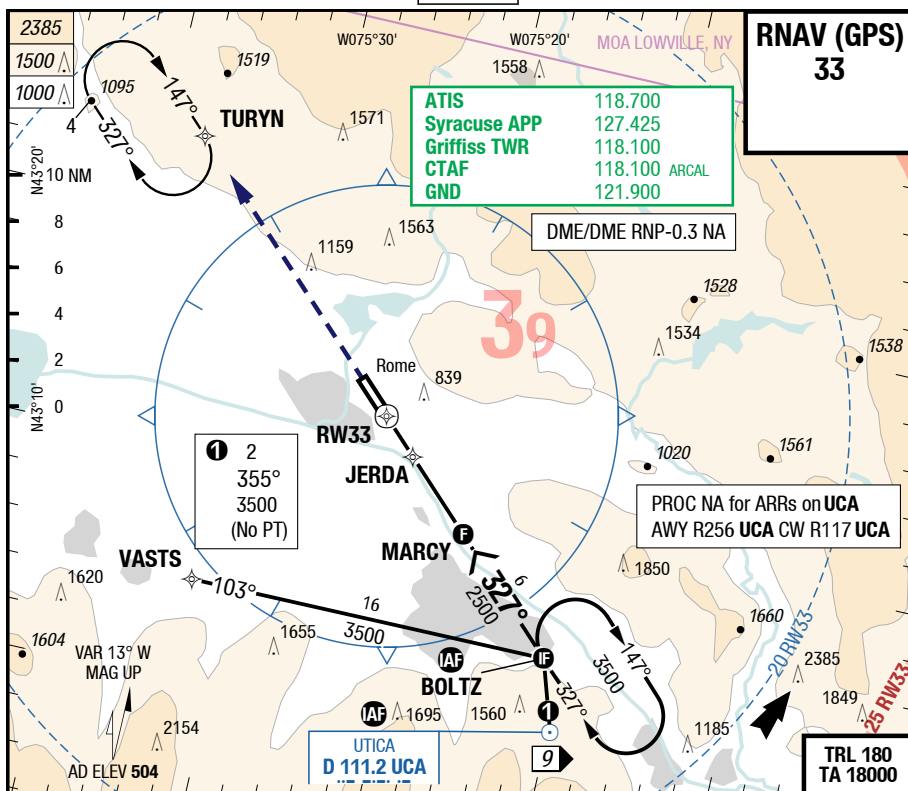 2385
1500
1000
1095
4
147°
327°
TURYN
1519
W075°30'
W075°20'
1558
MOA LOWVILLE, NY
RNAV (GPS)
33
1571
ATIS 118.700
Syracuse APP 127.425
Griffiss TWR 118.100
CTAF 118.100 ARCAL
GND 121.900
N43°20'
10 NM
8
6
4
2
0
N43°10'
1159
1563
DME/DME RNP-0.3 NA
1528
1534
1538
39
Rome
839
RW33
JERDA
1 2
355°
3500
(No PT)
1020
1561
PROC NA for ARRs on UCA
AWY R256 UCA CW R117 UCA
VASTS
103°
16
3500
MARCY
F
6
327°
2500
1850
1620
1604
1655
1660
VAR 13° W
MAG UP
IAF
BOLTZ
IF
147°
3500
327°
20 RW33
2385
1849
25 RW33
IAF
1695
1560
1
1185
2154
AD ELEV 504
UTICA
D 111.2 UCA
9
TRL 180
TA 18000